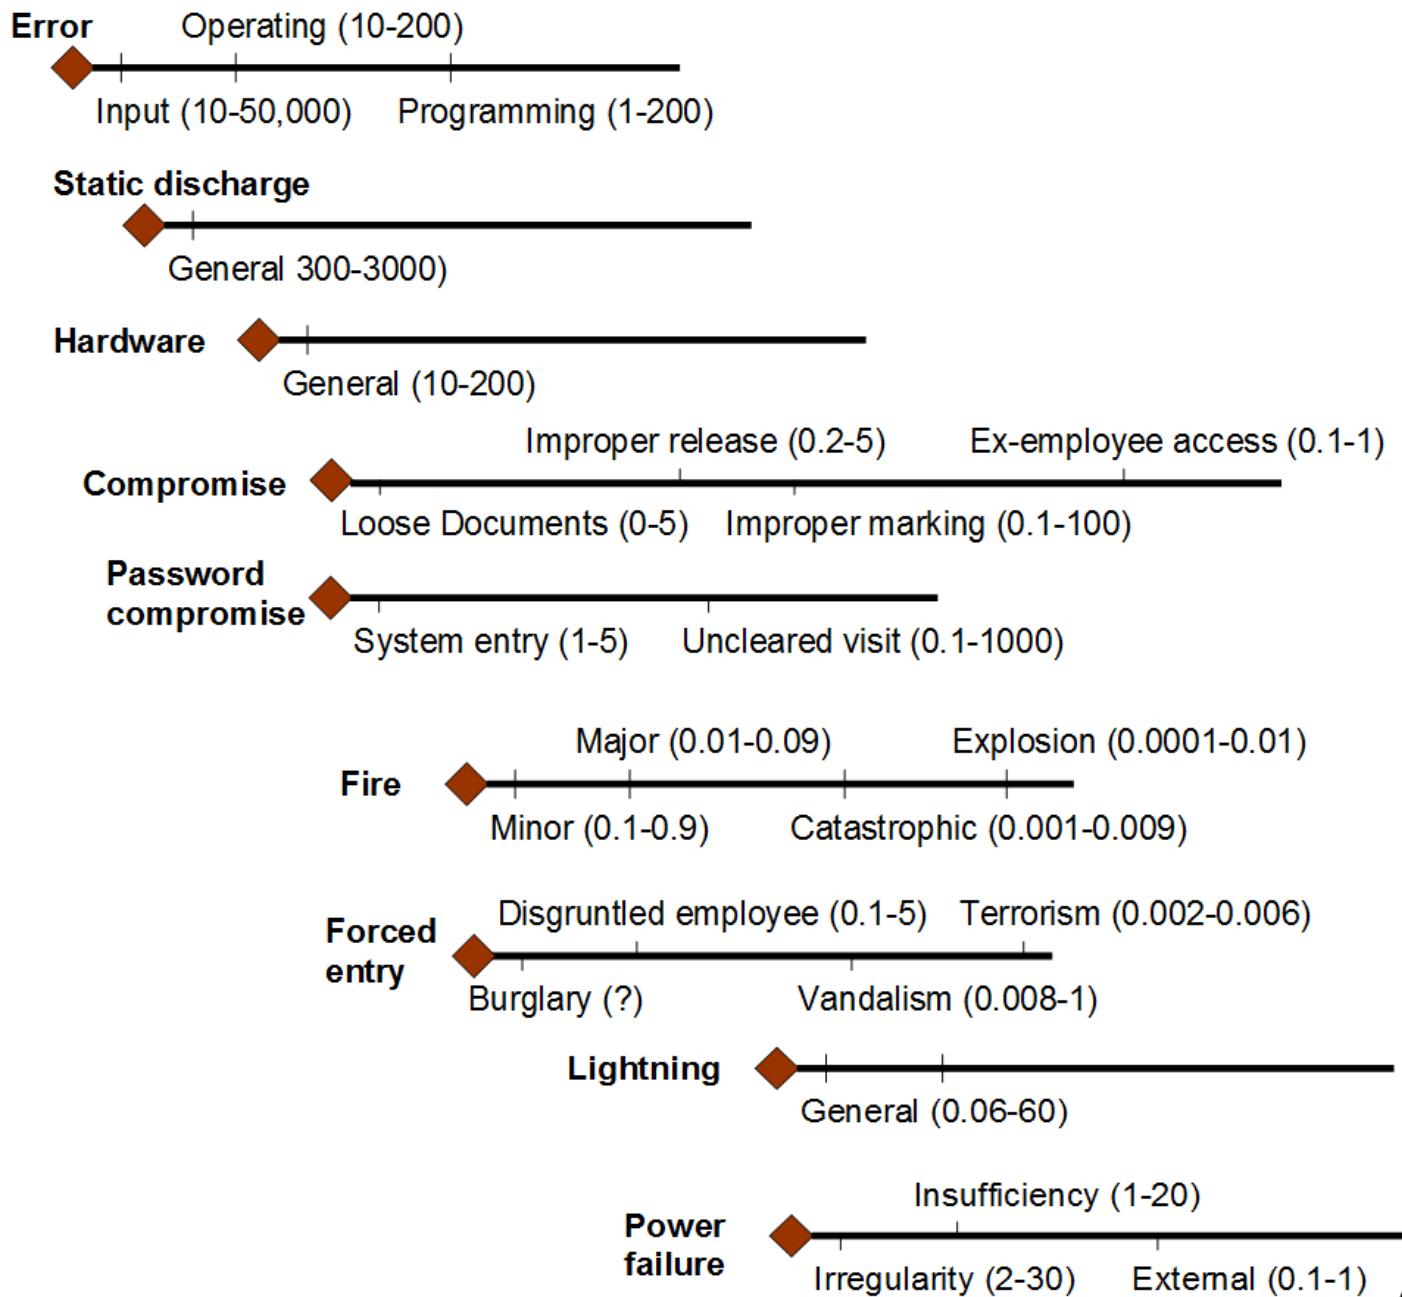 Error
Operating (10-200)
Input (10-50,000)
Programming (1-200)
Static discharge
General 300-3000)
Hardware
General (10-200)
Improper release (0.2-5)
Ex-employee access (0.1-1)
Compromise
Loose Documents (0-5)
Improper marking (0.1-100)
Password
compromise
System entry (1-5)
Uncleared visit (0.1-1000)
Major (0.01-0.09)
Explosion (0.0001-0.01)
Fire
Minor (0.1-0.9)
Catastrophic (0.001-0.009)
Disgruntled employee (0.1-5)
Terrorism (0.002-0.006)
Forced
entry
Burglary (?)
Vandalism (0.008-1)
Lightning
General (0.06-60)
Insufficiency (1-20)
Power
failure
Irregularity (2-30)
External (0.1-1)